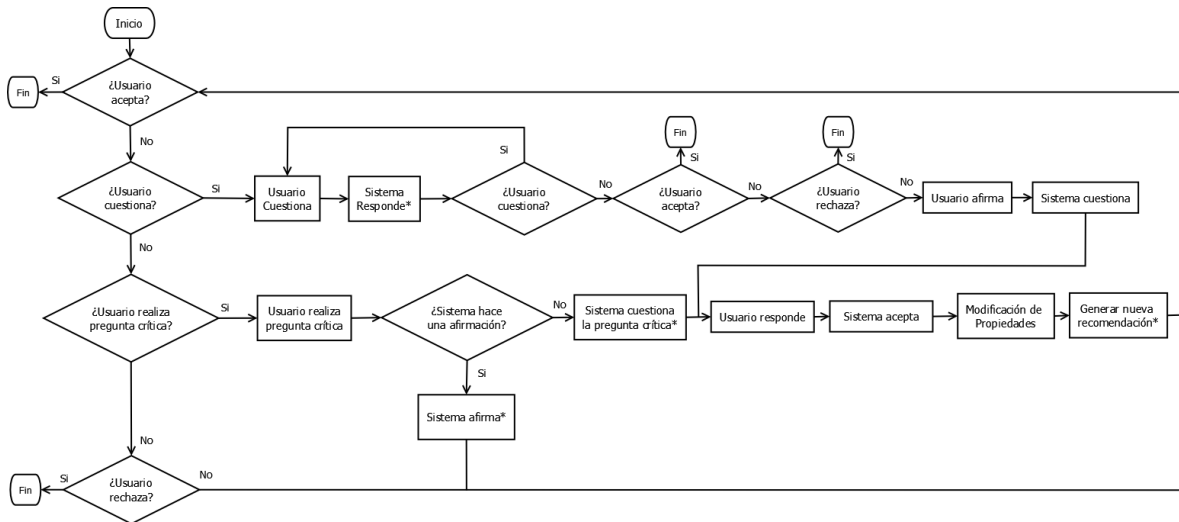 Inicio
¿Usuario
acepta?
Si
Fin
No
¿Usuario
cuestiona?
Si
Usuario
Cuestiona
Sistema
Responde*
¿Usuario
cuestiona?
Si
No
¿Usuario
acepta?
Si
Fin
No
¿Usuario
rechaza?
Si
Fin
No
Usuario afirma
Sistema cuestiona
No
¿Usuario realiza
pregunta crítica?
Si
Usuario realiza
pregunta crítica
¿Sistema hace
una afirmación?
No
Sistema cuestiona
la pregunta crítica*
Usuario responde
Sistema acepta
Modificación de
Propiedades
Generar nueva
recomendación*
Si
Sistema afirma*
No
¿Usuario
rechaza?
Si
Fin
No